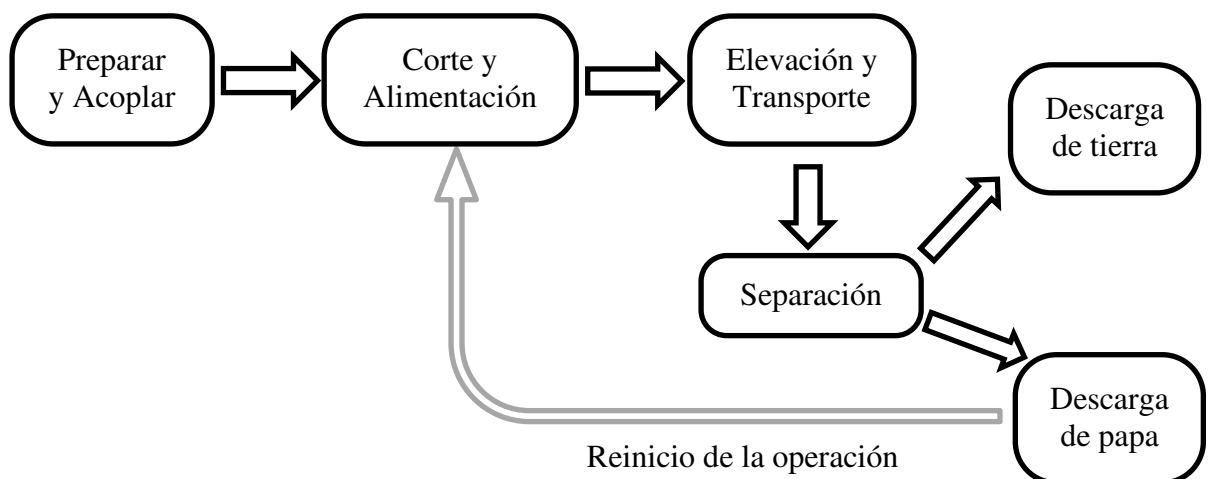 Preparar
y Acoplar
Corte y
Alimentación
Elevación y
Transporte
Descarga
de tierra
Separación
Descarga
de papa
Reinicio de la operación